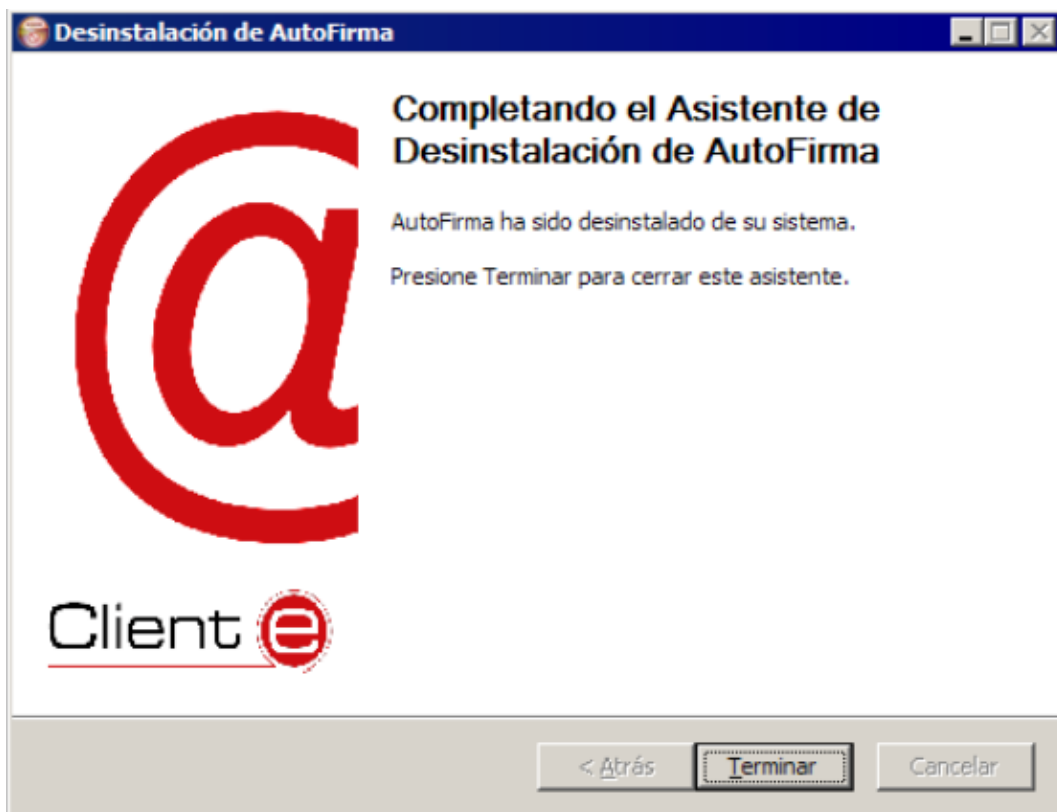 Desinstalación de AutoFirma
Completando el Asistente de
Desinstalación de AutoFirma
AutoFirma ha sido desinstalado de su sistema.
Presione Terminar para cerrar este asistente.
@
Client e
< Atrás Terminar Cancelar